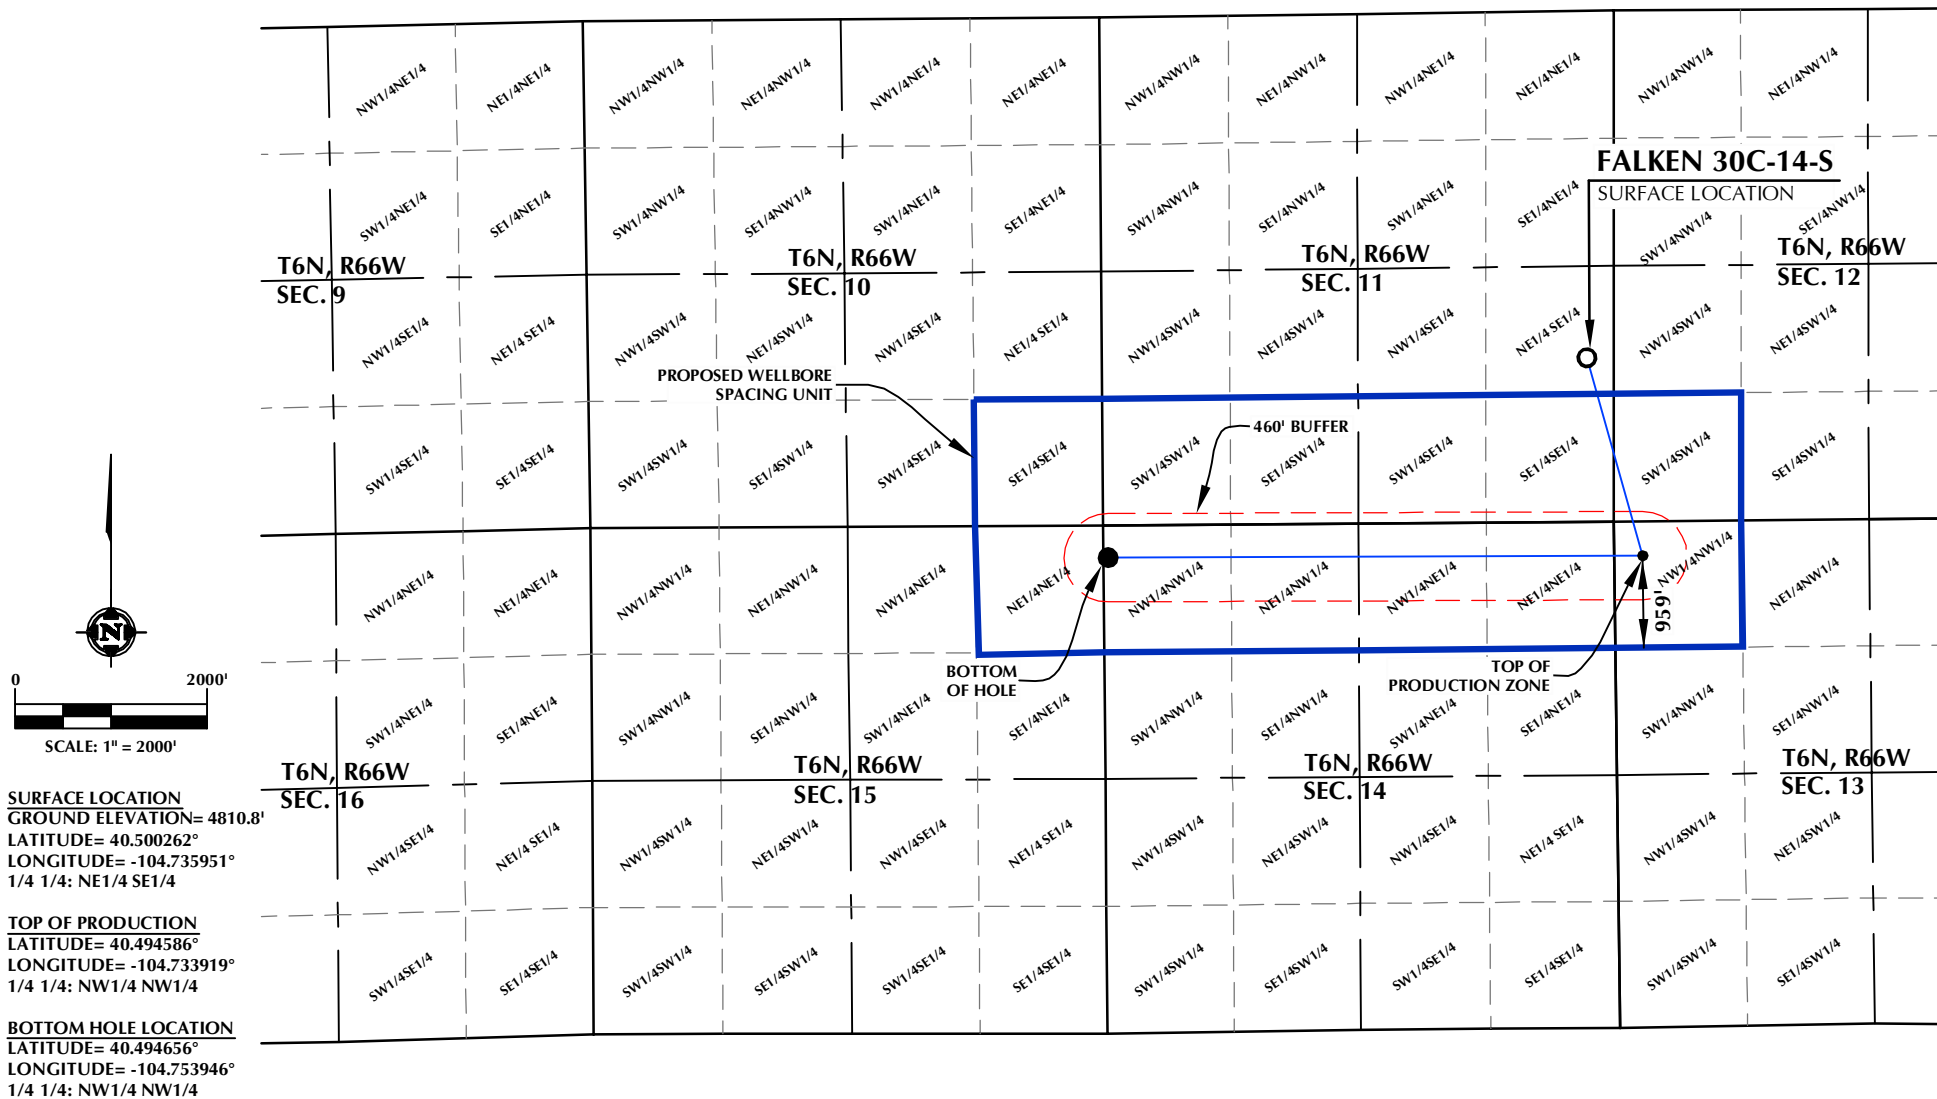 NW1/4NE1/4 NE1/4NE1/4 NW1/4NW1/4 NE1/4NW1/4 NW1/4NE1/4 NE1/4NE1/4 NW1/4NW1/4 NE1/4NW1/4 NW1/4NE1/4 NE1/4NE1/4 NW1/4NW1/4 NE1/4NW1/4
FALKEN 30C-14-S
SURFACE LOCATION
SW1/4NE1/4 SE1/4NE1/4 SW1/4NW1/4 SE1/4NW1/4 SW1/4NE1/4 SE1/4NE1/4 SW1/4NW1/4 SE1/4NW1/4 SW1/4NE1/4 SE1/4NE1/4 SW1/4NW1/4 SE1/4NW1/4
T6N, R66W
SEC. 9
T6N, R66W
SEC. 10
T6N, R66W
SEC. 11
T6N, R66W
SEC. 12
NW1/4SE1/4 NE1/4 SE1/4 NW1/4SW1/4 NE1/4SW1/4 NW1/4SE1/4 NE1/4 SE1/4 NW1/4SW1/4 NE1/4SW1/4 NW1/4SE1/4 NE1/4 SE1/4 NW1/4SW1/4 NE1/4SW1/4
PROPOSED WELLBORE
SPACING UNIT
460' BUFFER
SW1/4SE1/4 SE1/4SE1/4 SW1/4SW1/4 SE1/4SW1/4 SW1/4SE1/4 SE1/4SE1/4 SW1/4SW1/4 SE1/4SW1/4 SW1/4SE1/4 SE1/4SE1/4 SW1/4SW1/4 SE1/4SW1/4
NW1/4NE1/4 NE1/4NE1/4 NW1/4NW1/4 NE1/4NW1/4 NW1/4NE1/4 NE1/4NE1/4 NW1/4NW1/4 NE1/4NW1/4 NW1/4NE1/4 NE1/4NE1/4 NW1/4NW1/4 NE1/4NW1/4
959'
N
BOTTOM
OF HOLE
TOP OF
PRODUCTION ZONE
0 2000'
SCALE: 1" = 2000'
SW1/4NE1/4 SE1/4NE1/4 SW1/4NW1/4 SE1/4NW1/4 SW1/4NE1/4 SE1/4NE1/4 SW1/4NW1/4 SE1/4NW1/4 SW1/4NE1/4 SE1/4NE1/4 SW1/4NW1/4 SE1/4NW1/4
T6N, R66W
SEC. 16
T6N, R66W
SEC. 15
T6N, R66W
SEC. 14
T6N, R66W
SEC. 13
NW1/4SE1/4 NE1/4 SE1/4 NW1/4SW1/4 NE1/4SW1/4 NW1/4SE1/4 NE1/4 SE1/4 NW1/4SW1/4 NE1/4SW1/4 NW1/4SE1/4 NE1/4 SE1/4 NW1/4SW1/4 NE1/4SW1/4
SW1/4SE1/4 SE1/4SE1/4 SW1/4SW1/4 SE1/4SW1/4 SW1/4SE1/4 SE1/4SE1/4 SW1/4SW1/4 SE1/4SW1/4 SW1/4SE1/4 SE1/4SE1/4 SW1/4SW1/4 SE1/4SW1/4
SURFACE LOCATION
GROUND ELEVATION= 4810.8'
LATITUDE= 40.500262°
LONGITUDE= -104.735951°
1/4 1/4: NE1/4 SE1/4
TOP OF PRODUCTION
LATITUDE= 40.494586°
LONGITUDE= -104.733919°
1/4 1/4: NW1/4 NW1/4
BOTTOM HOLE LOCATION
LATITUDE= 40.494656°
LONGITUDE= -104.753946°
1/4 1/4: NW1/4 NW1/4